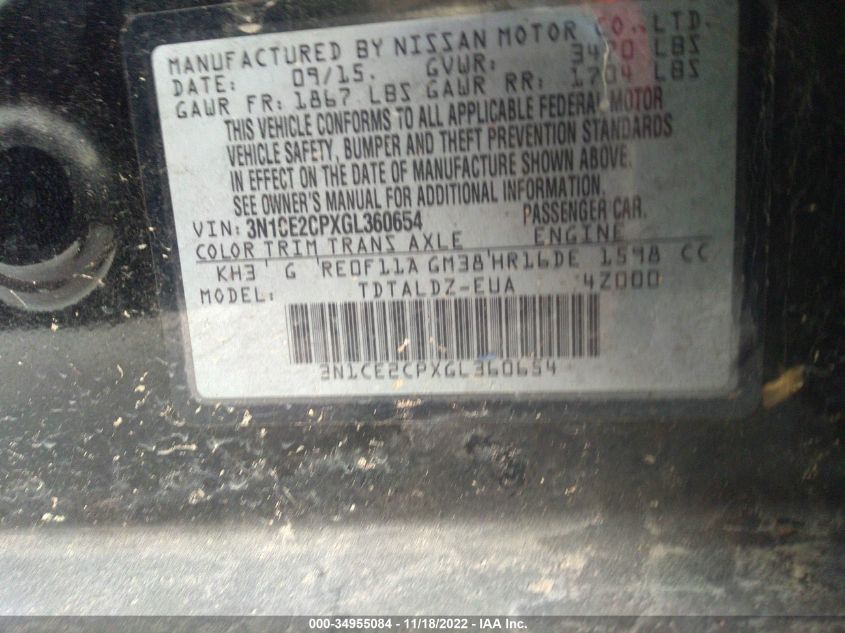 MANUFACTURED BY NISSAN MOTOR CO., LTD.
DATE: 09/15. GVWR: 3470 LBS
GAWR FR: 1867 LBS GAWR RR: 1704 LBS
THIS VEHICLE CONFORMS TO ALL APPLICABLE FEDERAL MOTOR
VEHICLE SAFETY, BUMPER AND THEFT PREVENTION STANDARDS
IN EFFECT ON THE DATE OF MANUFACTURE SHOWN ABOVE.
SEE OWNER'S MANUAL FOR ADDITIONAL INFORMATION.
VIN: 3N1CE2CPXGL360654 PASSENGER CAR.
COLOR TRIM TRANS AXLE ENGINE
KH3 G RE0F11A GM38 HR16DE 1598 CC
MODEL: TDTALDZ-EUA 4Z000
3N1CE2CPXGL360654
000-34955084 - 11/18/2022 - IAA Inc.